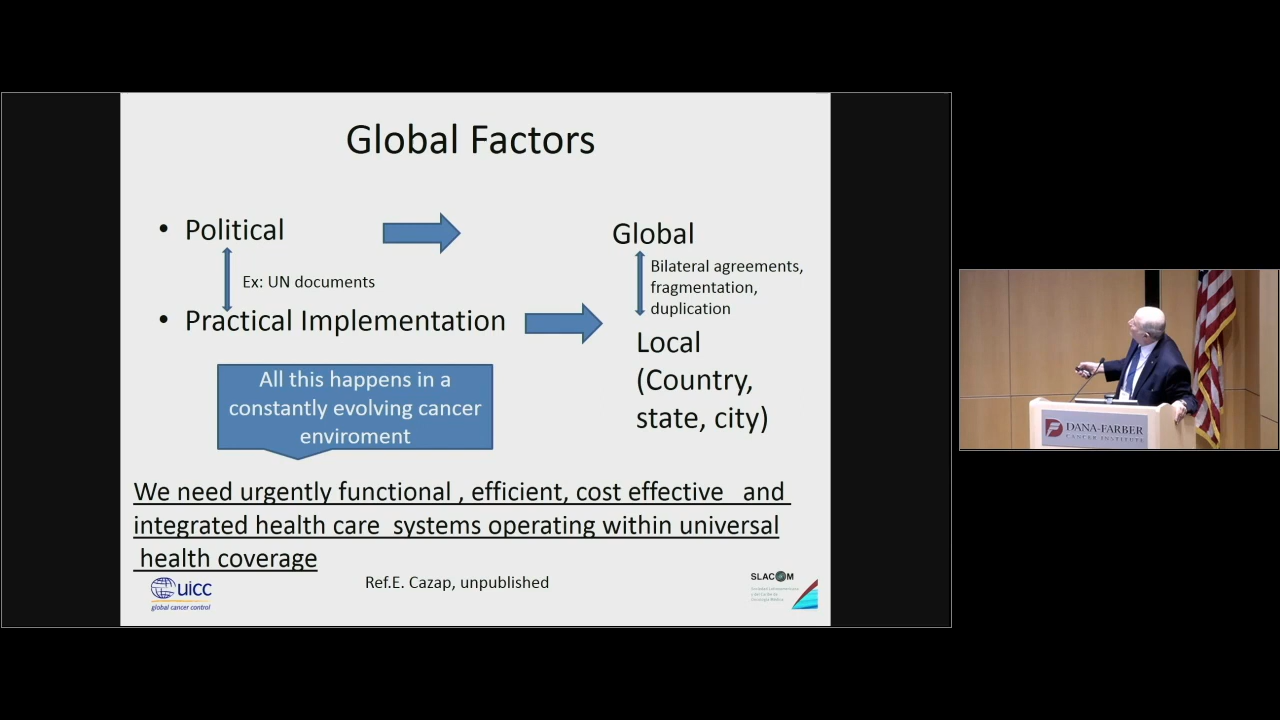 Global Factors
• Political
Global
Ex: UN documents
Bilateral agreements,
fragmentation,
duplication
• Practical Implementation
Local
(Country,
state, city)
All this happens in a
constantly evolving cancer
enviroment
We need urgently functional , efficient, cost effective and
integrated health care systems operating within universal
health coverage
uicc
global cancer control
Ref.E. Cazap, unpublished
SLACOM
DANA-FARBER
CANCER INSTITUTE